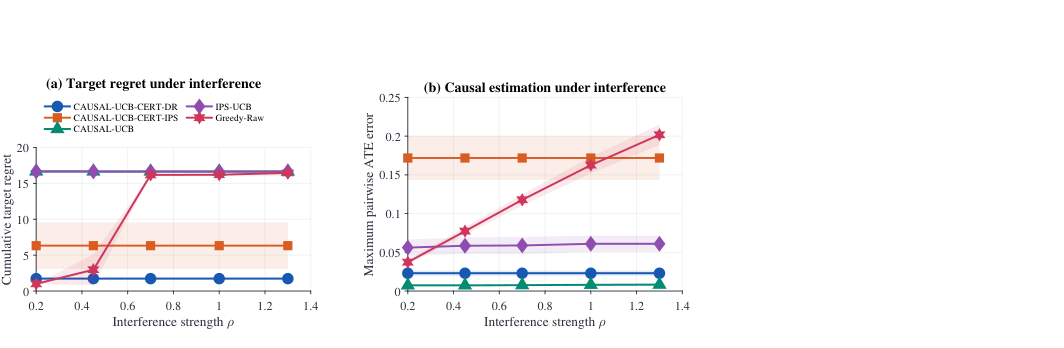 (a) Target regret under interference
CAUSAL-UCB-CERT-DR
CAUSAL-UCB-CERT-IPS
CAUSAL-UCB
IPS-UCB
Greedy-Raw
Cumulative target regret
20
15
10
5
0
0.2 0.4 0.6 0.8 1 1.2 1.4
Interference strength ρ
(b) Causal estimation under interference
Maximum pairwise ATE error
0.25
0.2
0.15
0.1
0.05
0
0.2 0.4 0.6 0.8 1 1.2 1.4
Interference strength ρ